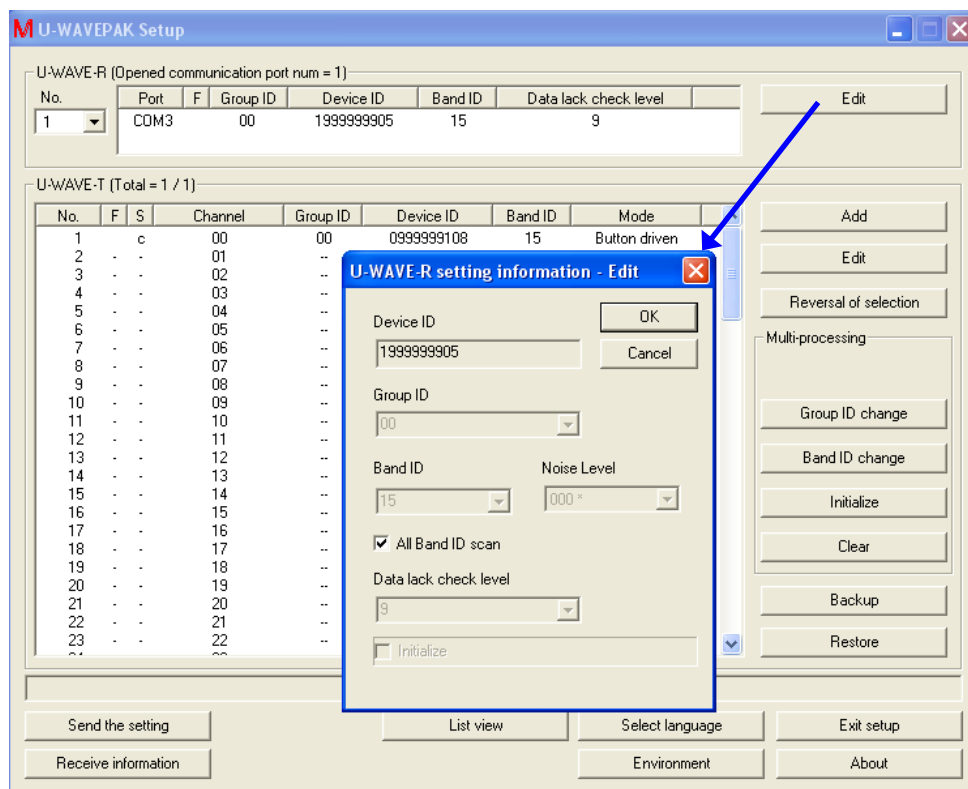 M U-WAVEPAK Setup
U-WAVE-R (Opened communication port num = 1)
No. Port F Group ID Device ID Band ID Data lack check level Edit
1 COM3 00 1999999905 15 9
U-WAVE-T (Total = 1 / 1)
No. F S Channel Group ID Device ID Band ID Mode Add
1 c 00 00 0999999108 15 Button driven
2 - - 01 -- Edit
3 - - 02 --
4 - - 03 -- Reversal of selection
5 - - 04 --
6 - - 05 --
7 - - 06 -- Multi-processing
8 - - 07 --
9 - - 08 --
10 - - 09 --
11 - - 10 -- Group ID change
12 - - 11 --
13 - - 12 -- Band ID change
14 - - 13 --
15 - - 14 --
16 - - 15 -- Initialize
17 - - 16 --
18 - - 17 -- Clear
19 - - 18 --
20 - - 19 --
21 - - 20 -- Backup
22 - - 21 --
23 - - 22 -- Restore
U-WAVE-R setting information - Edit
Device ID OK
1999999905 Cancel
Group ID
00
Band ID Noise Level
15 000 *
All Band ID scan
Data lack check level
9
Initialize
Send the setting List view Select language Exit setup
Receive information Environment About